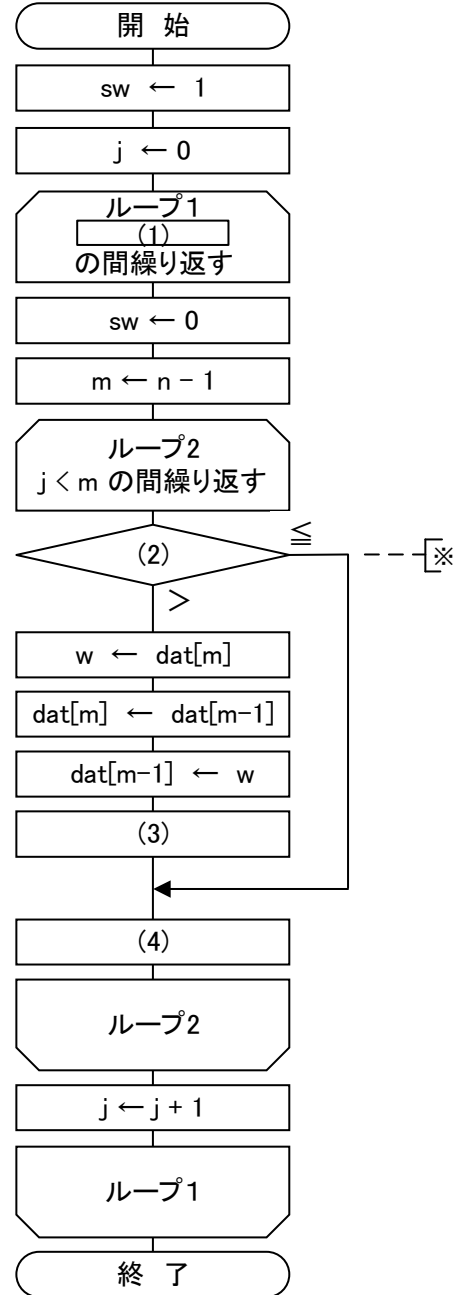 開 始
sw ← 1
j ← 0
ループ1
(1)
の間繰り返す
sw ← 0
m ← n − 1
ループ2
j < m の間繰り返す
(2)
≦
※
>
w ← dat[m]
dat[m] ← dat[m-1]
dat[m-1] ← w
(3)
(4)
ループ2
j ← j + 1
ループ1
終 了